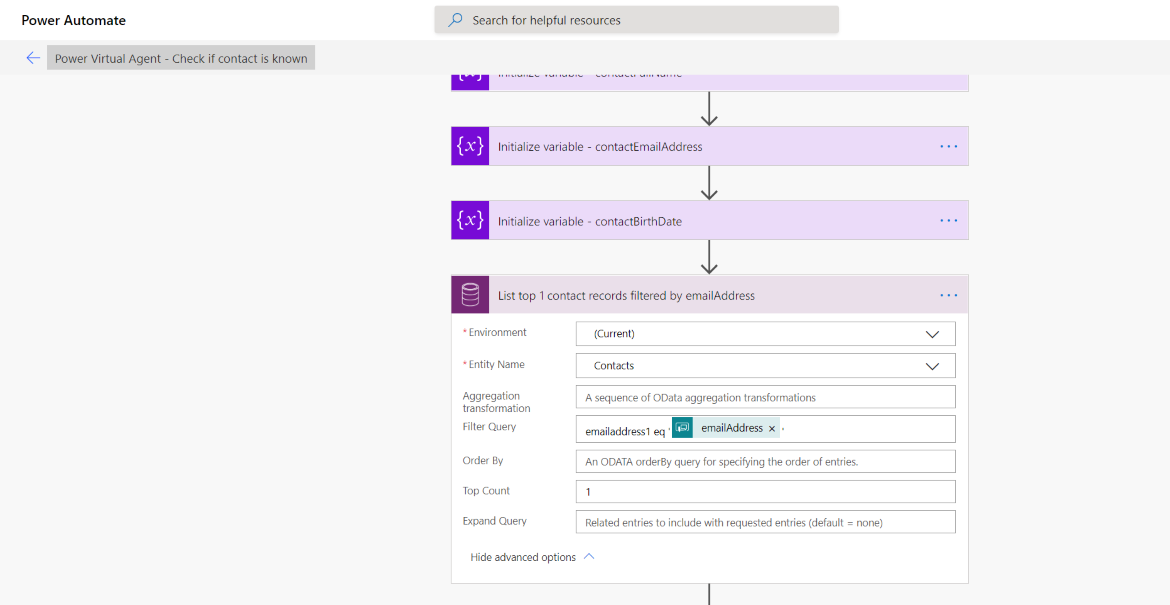 Power Automate
Search for helpful resources
Power Virtual Agent - Check if contact is known
Initialize variable - contactFullName
{x} Initialize variable - contactEmailAddress ...
{x} Initialize variable - contactBirthDate ...
List top 1 contact records filtered by emailAddress ...
* Environment (Current)
* Entity Name Contacts
Aggregation
transformation
A sequence of OData aggregation transformations
Filter Query emailaddress1 eq ' emailAddress × '
Order By An ODATA orderBy query for specifying the order of entries.
Top Count 1
Expand Query Related entries to include with requested entries (default = none)
Hide advanced options